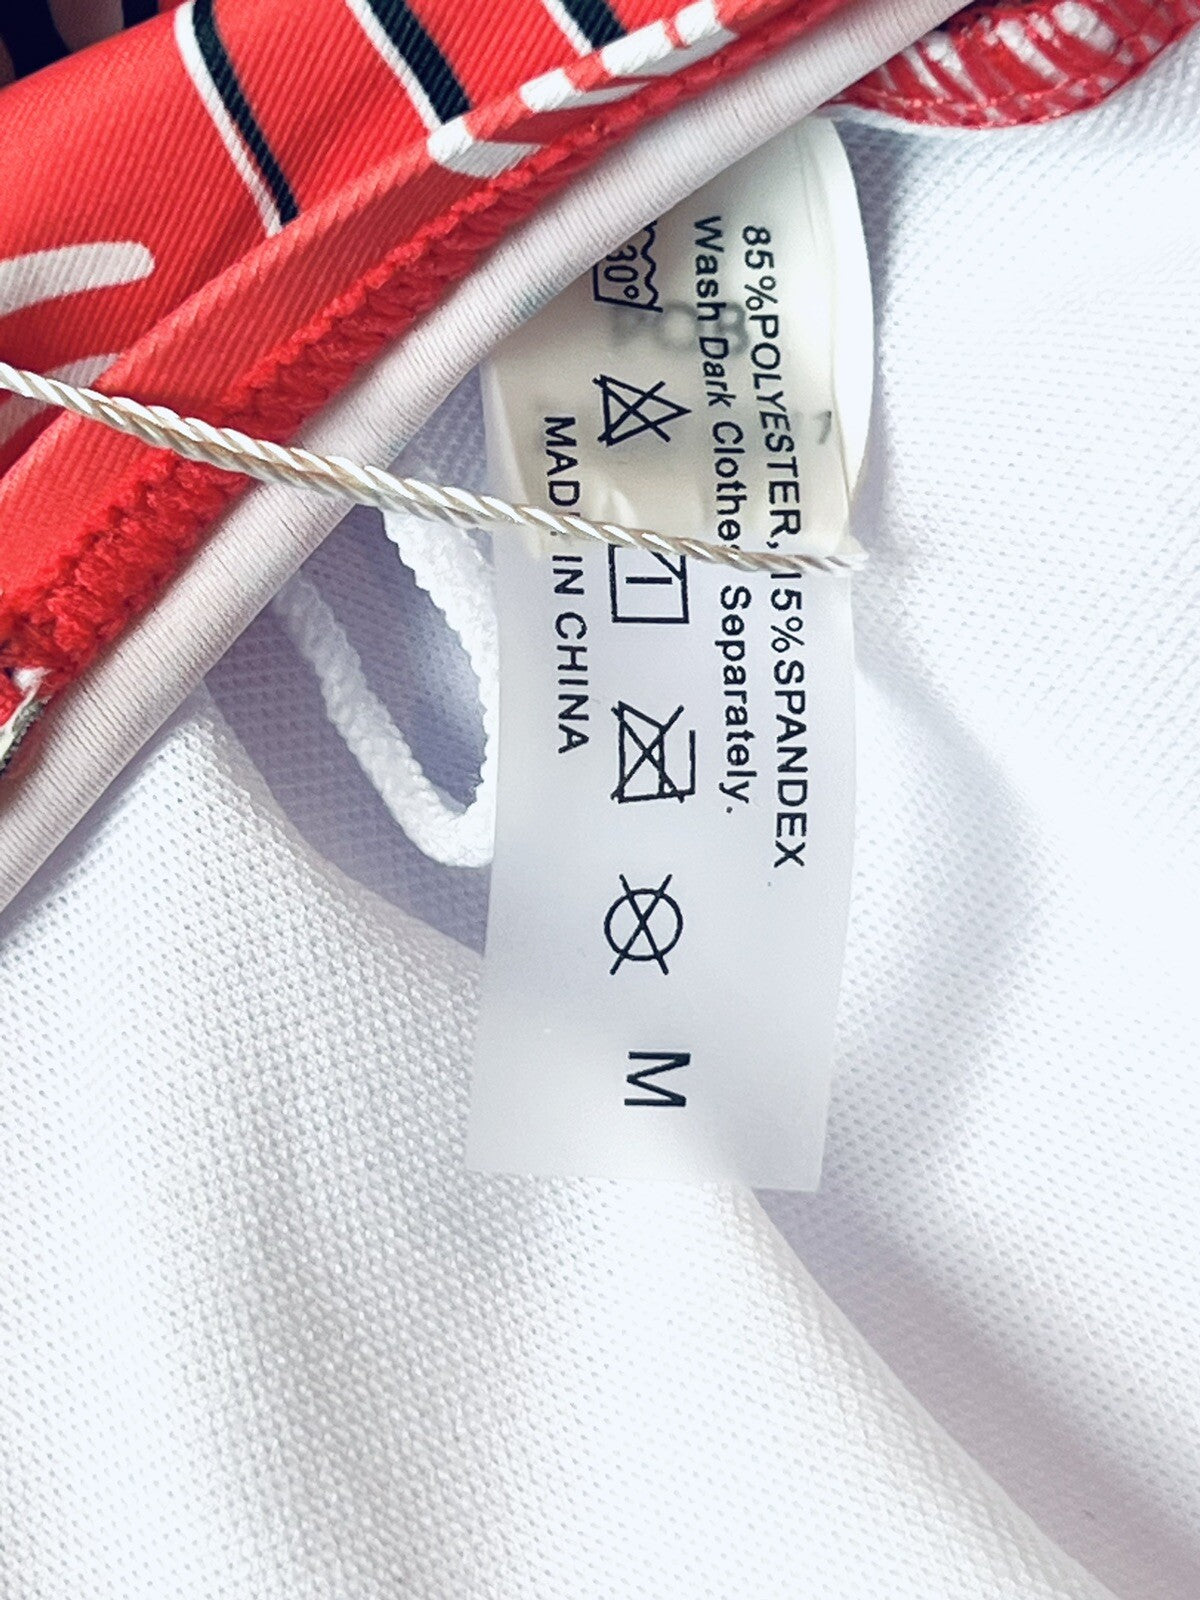 85%POLYESTER, 15%SPANDEX
Wash Dark Clothes Separately.
30°
M
MADE IN CHINA